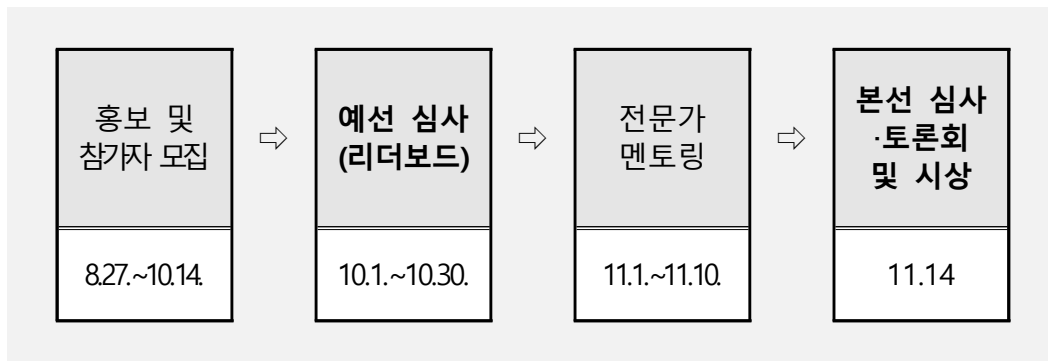 홍보 및
참가자 모집
⇨
예선 심사
(리더보드)
⇨
전문가
멘토링
⇨
본선 심사
·토론회
및 시상
8.27.~10.14.
10.1.~10.30.
11.1.~11.10.
11.14